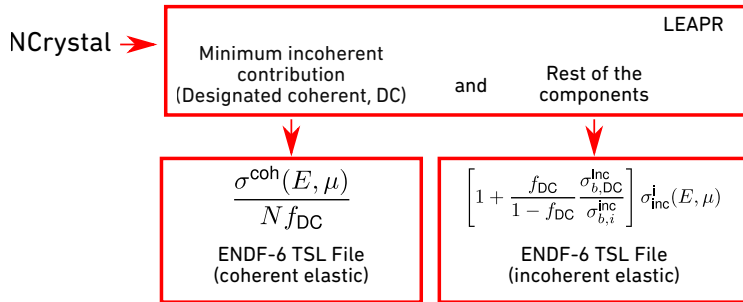 LEAPR
NCrystal
Minimum incoherent
contribution
(Designated coherent, DC)
and
Rest of the
components
σ^coh(E, μ) / N f_DC
ENDF-6 TSL File
(coherent elastic)
[1 + f_DC / (1 − f_DC) σ^inc_b,DC / σ^inc_b,i] σ^i_inc(E, μ)
ENDF-6 TSL File
(incoherent elastic)